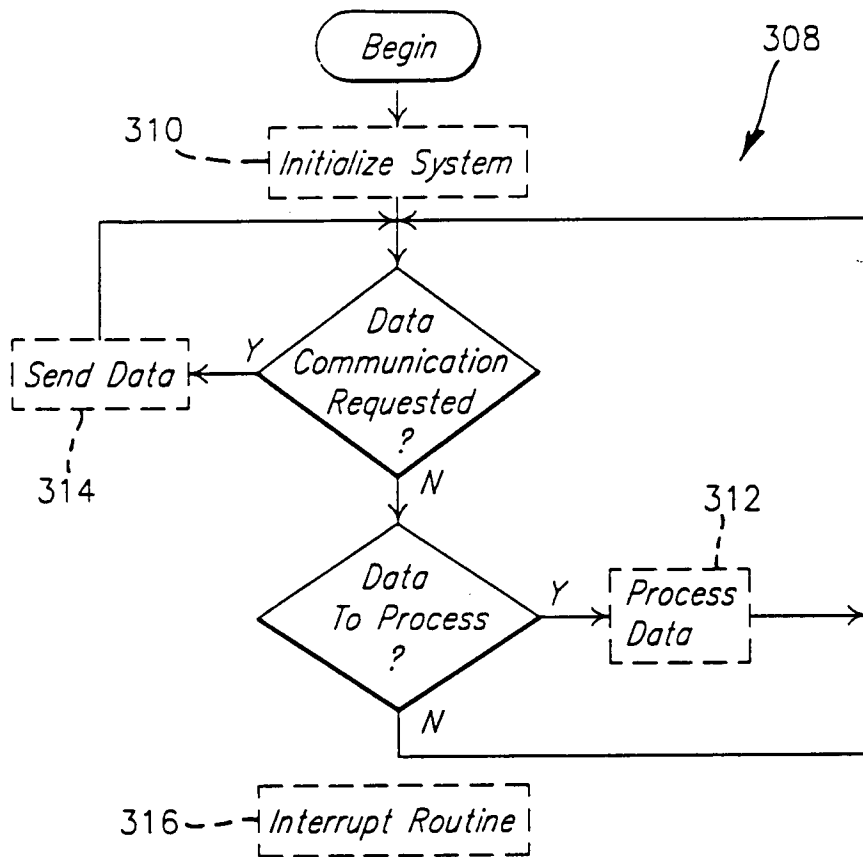 Begin
308
310
Initialize System
Data
Communication
Requested
?
Y
Send Data
314
N
312
Data
To Process
?
Y
Process
Data
N
316
Interrupt Routine